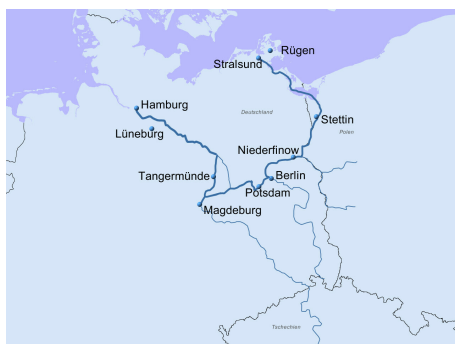 Rügen
Stralsund
Hamburg
Deutschland
Stettin
Lüneburg
Polen
Niederfinow
Tangermünde
Berlin
Potsdam
Magdeburg
Tschechien